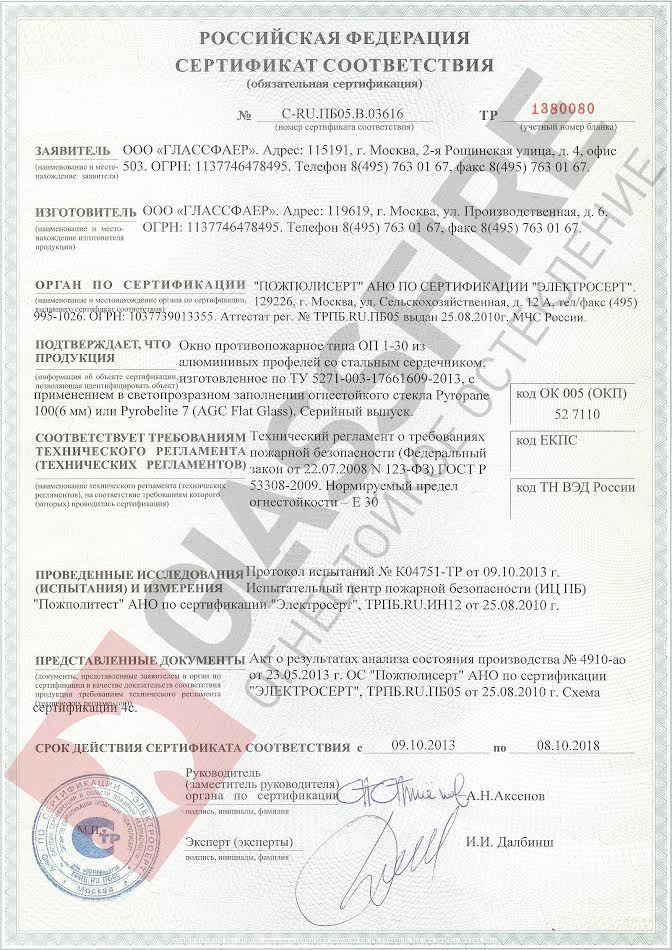 РОССИЙСКАЯ ФЕДЕРАЦИЯ
СЕРТИФИКАТ СООТВЕТСТВИЯ
(обязательная сертификация)
№ C-RU.ПБ05.В.03616 ТР 1380080
(номер сертификата соответствия) (учетный номер бланка)
ЗАЯВИТЕЛЬ ООО «ГЛАССФАЕР». Адрес: 115191, г. Москва, 2-я Рощинская улица, д. 4, офис
(наименование и место- 503. ОГРН: 1137746478495. Телефон 8(495) 763 01 67, факс 8(495) 763 01 67.
нахождение заявителя)
ИЗГОТОВИТЕЛЬ ООО «ГЛАССФАЕР». Адрес: 119619, г. Москва, ул. Производственная, д. 6.
(наименование и место- ОГРН: 1137746478495. Телефон 8(495) 763 01 67, факс 8(495) 763 01 67.
нахождение изготовителя
продукции)
ОРГАН ПО СЕРТИФИКАЦИИ "ПОЖПОЛИСЕРТ" АНО ПО СЕРТИФИКАЦИИ "ЭЛЕКТРОСЕРТ".
(наименование и местонахождение органа по сертификации, 129226, г. Москва, ул. Сельскохозяйственная, д. 12 А, тел/факс (495)
выдавшего сертификат соответствия)
995-1026. ОГРН: 1037739013355. Аттестат рег. № ТРПБ.RU.ПБ05 выдан 25.08.2010г. МЧС России.
ПОДТВЕРЖДАЕТ, ЧТО Окно противопожарное типа ОП 1-30 из
ПРОДУКЦИЯ алюминивых профелей со стальным сердечником,
(информация об объекте сертификации, изготовленное по ТУ 5271-003-17661609-2013, с
позволяющая идентифицировать объект)
применением в светопрозрастном заполнении огнестойкого стекла Pyropane
100(6 мм) или Pyrobelite 7 (AGC Flat Glass). Серийный выпуск.
код ОК 005 (ОКП)
52 7110
СООТВЕТСТВУЕТ ТРЕБОВАНИЯМ Технический регламент о требованиях
ТЕХНИЧЕСКОГО РЕГЛАМЕНТА пожарной безопасности (Федеральный
(ТЕХНИЧЕСКИХ РЕГЛАМЕНТОВ) закон от 22.07.2008 N 123-ФЗ) ГОСТ Р
(наименование технического регламента (технических 53308-2009. Нормируемый предел
регламентов), на соответствие требованиям которого огнестойкости – Е 30
(которых) проводилась сертификация)
код ЕКПС
код ТН ВЭД России
ПРОВЕДЕННЫЕ ИССЛЕДОВАНИЯ Протокол испытаний № К04751-ТР от 09.10.2013 г.
(ИСПЫТАНИЯ) И ИЗМЕРЕНИЯ Испытательный центр пожарной безопасности (ИЦ ПБ)
"Пожполитест" АНО по сертификации "Электросерт", ТРПБ.RU.ИН12 от 25.08.2010 г.
ПРЕДСТАВЛЕННЫЕ ДОКУМЕНТЫ Акт о результатах анализа состояния производства № 4910-ао
(документы, представленные заявителем в орган по от 23.05.2013 г. ОС "Пожполисерт" АНО по сертификации
сертификации в качестве доказательств соответствия "ЭЛЕКТРОСЕРТ", ТРПБ.RU.ПБ05 от 25.08.2010 г. Схема
продукции требованиям технического регламента
(технических регламентов))
сертификации 4с.
СРОК ДЕЙСТВИЯ СЕРТИФИКАТА СООТВЕТСТВИЯ с 09.10.2013 по 08.10.2018
Руководитель
(заместитель руководителя)
органа по сертификации А.Н.Аксенов
подпись, инициалы, фамилия
Эксперт (эксперты) И.И. Далбинш
подпись, инициалы, фамилия
М.П.
СТР
ТРПБ.RU.ПБ05
МОСКВА
GLASSFIRE
ОГНЕСТОЙКОЕ ОСТЕКЛЕНИЕ